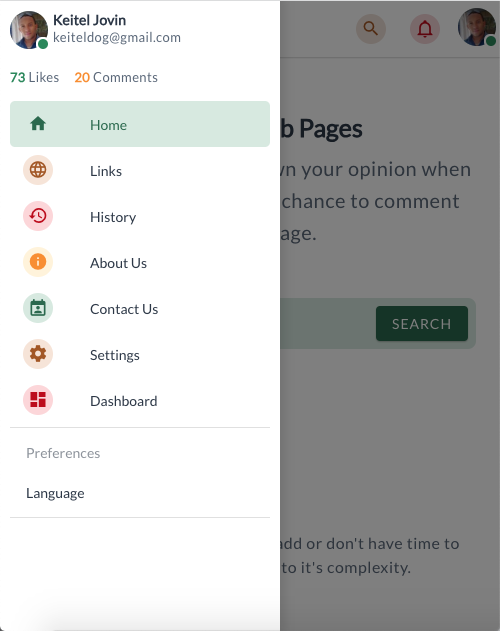 Keitel Jovin
keiteldog@gmail.com
73 Likes 20 Comments
Home
Links
History
About Us
Contact Us
Settings
Dashboard
Preferences
Language
b Pages
wn your opinion when
chance to comment
age.
SEARCH
add or don't have time to
to it's complexity.